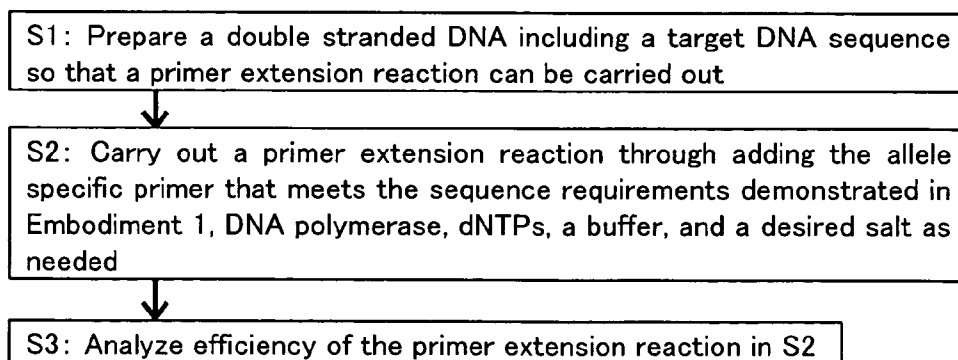 S1: Prepare a double stranded DNA including a target DNA sequence
so that a primer extension reaction can be carried out
S2: Carry out a primer extension reaction through adding the allele
specific primer that meets the sequence requirements demonstrated in
Embodiment 1, DNA polymerase, dNTPs, a buffer, and a desired salt as
needed
S3: Analyze efficiency of the primer extension reaction in S2